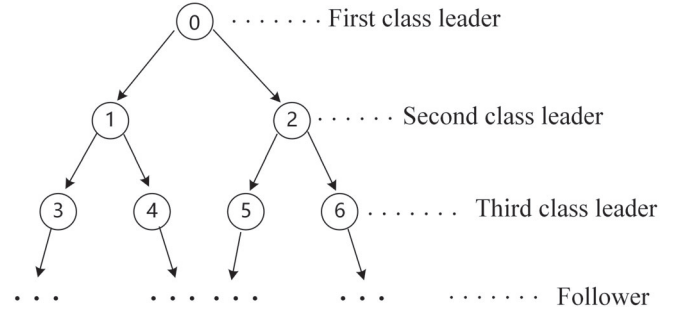 0 ........ First class leader
1 2 ...... Second class leader
3 4 5 6 ....... Third class leader
... ... ... ... ....... Follower